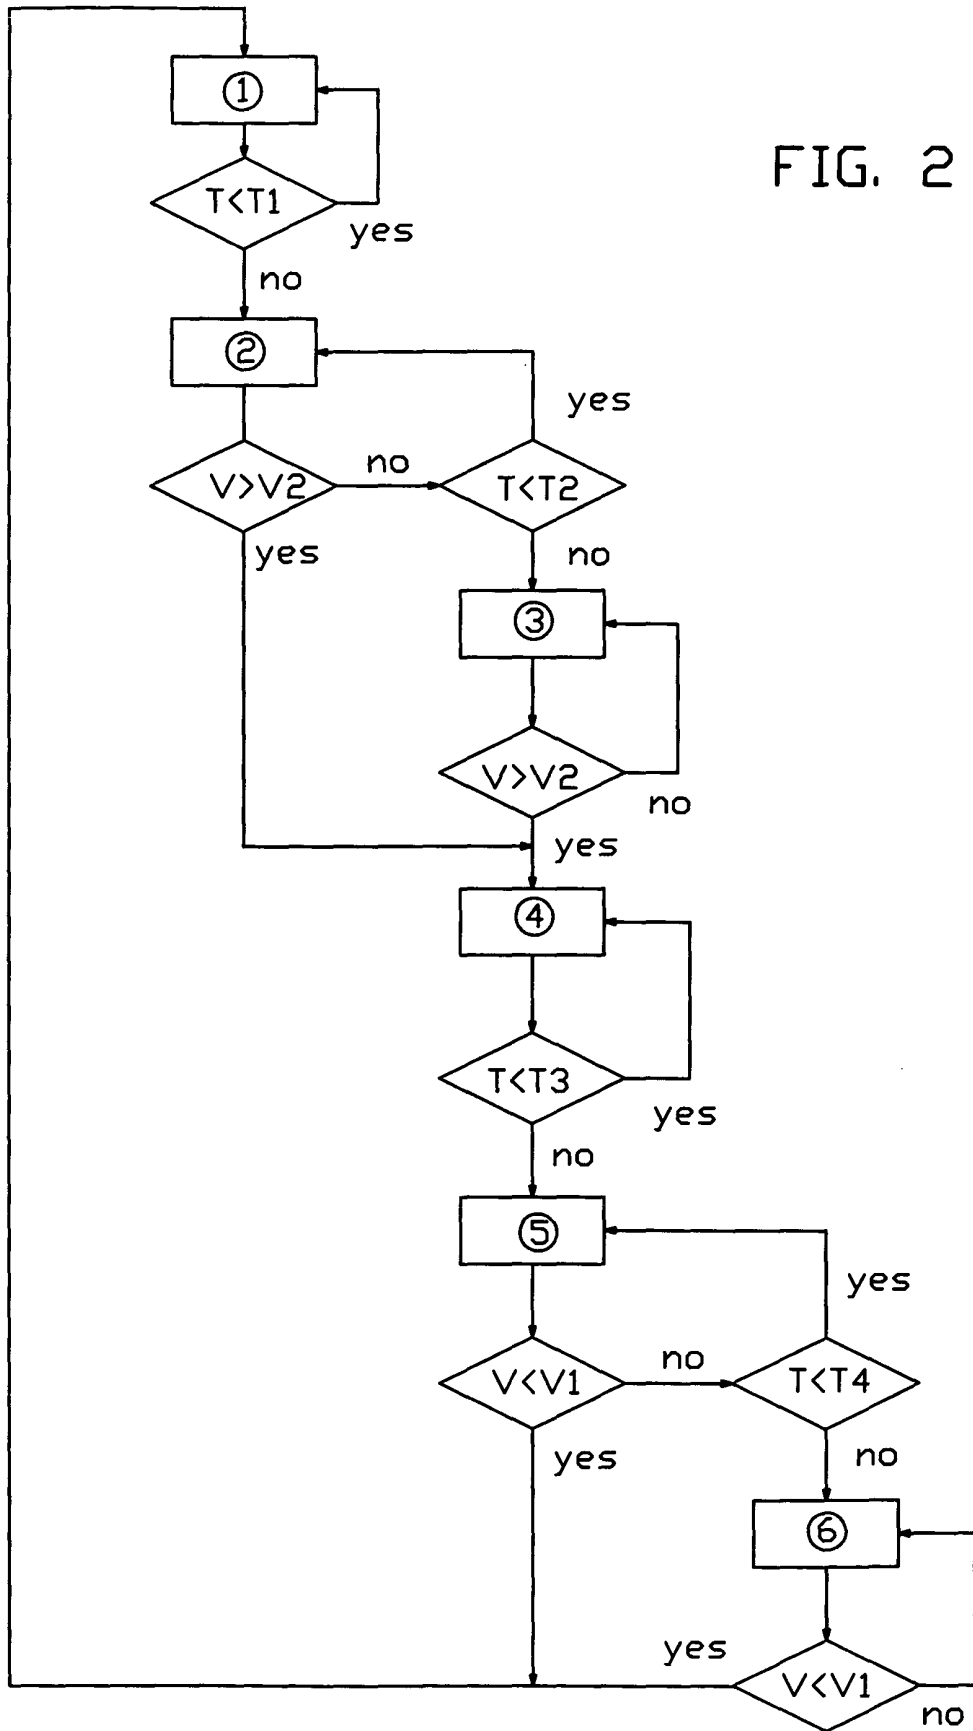 ①
FIG. 2
T<T1
yes
no
②
yes
V>V2
no
T<T2
yes
no
③
V>V2
no
yes
④
T<T3
yes
no
⑤
yes
V<V1
no
T<T4
yes
no
⑥
yes
V<V1
no